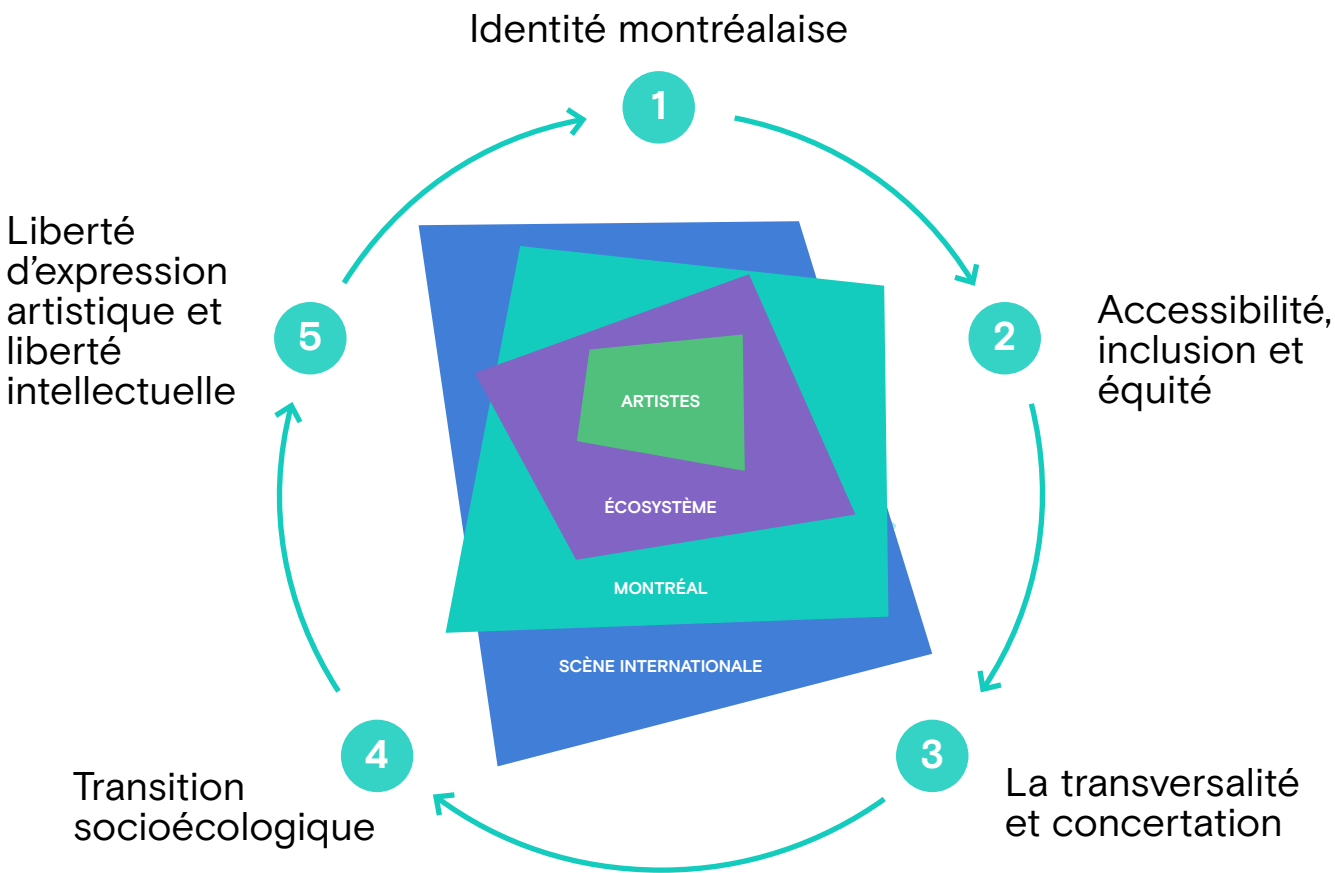 Identité montréalaise
1
2
Accessibilité,
inclusion et
équité
3
La transversalité
et concertation
4
Transition
socioécologique
5
Liberté
d’expression
artistique et
liberté
intellectuelle
ARTISTES
ÉCOSYSTÈME
MONTRÉAL
SCÈNE INTERNATIONALE